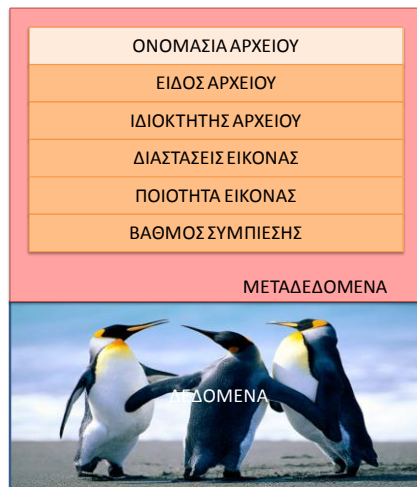 ΟΝΟΜΑΣΙΑ ΑΡΧΕΙΟΥ
ΕΙΔΟΣ ΑΡΧΕΙΟΥ
ΙΔΙΟΚΤΗΤΗΣ ΑΡΧΕΙΟΥ
ΔΙΑΣΤΑΣΕΙΣ ΕΙΚΟΝΑΣ
ΠΟΙΟΤΗΤΑ ΕΙΚΟΝΑΣ
ΒΑΘΜΟΣ ΣΥΜΠΙΕΣΗΣ
ΜΕΤΑΔΕΔΟΜΕΝΑ
ΔΕΔΟΜΕΝΑ